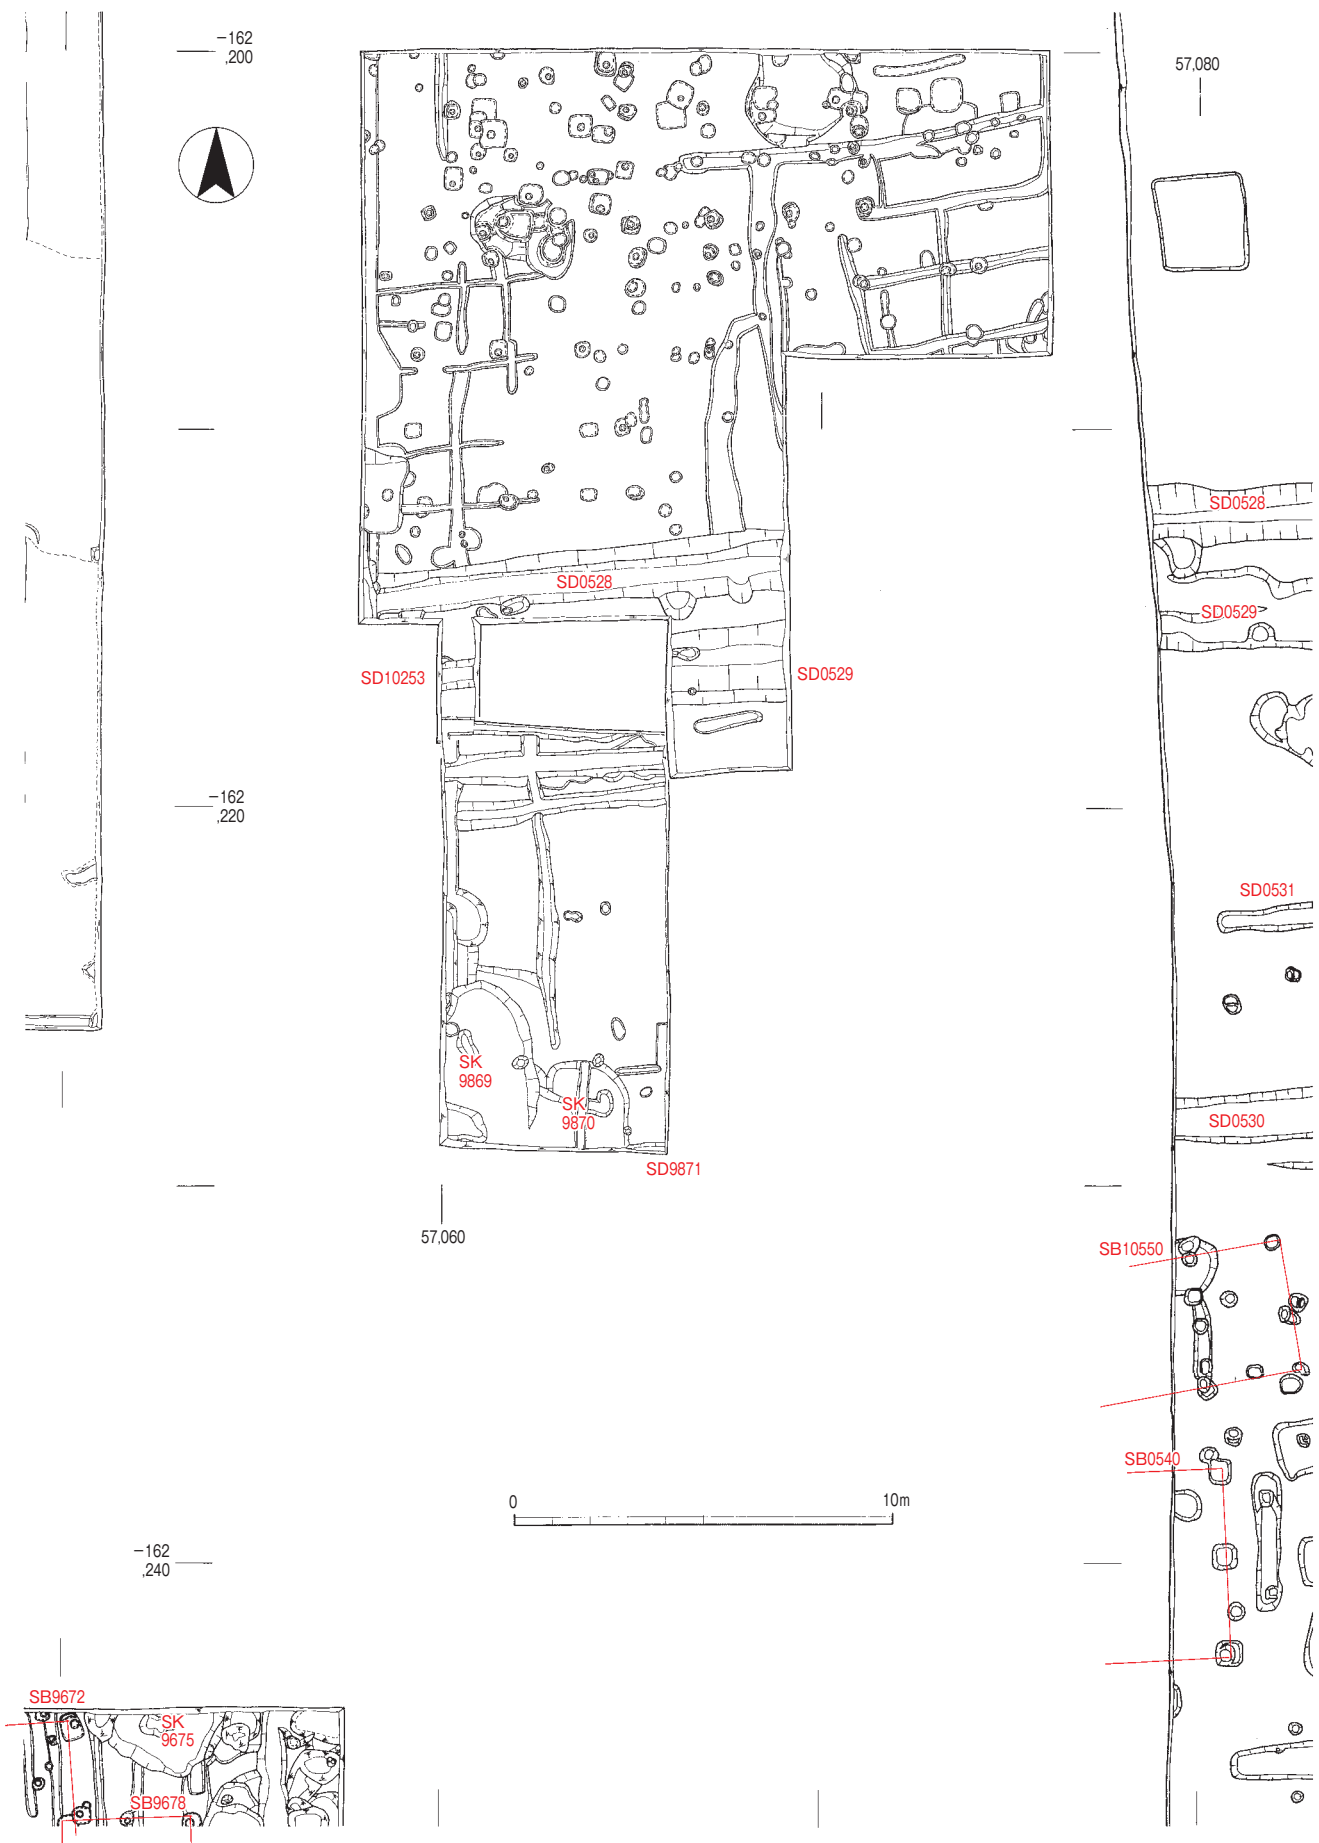 −162
,200
57,080
SD0528
SD0528
SD0529
SD10253
SD0529
−162
,220
SD0531
SK
9869
SK
9870
SD0530
SD9871
57,060
SB10550
SB0540
0
10m
−162
,240
SB9672
SK
9675
SB9678